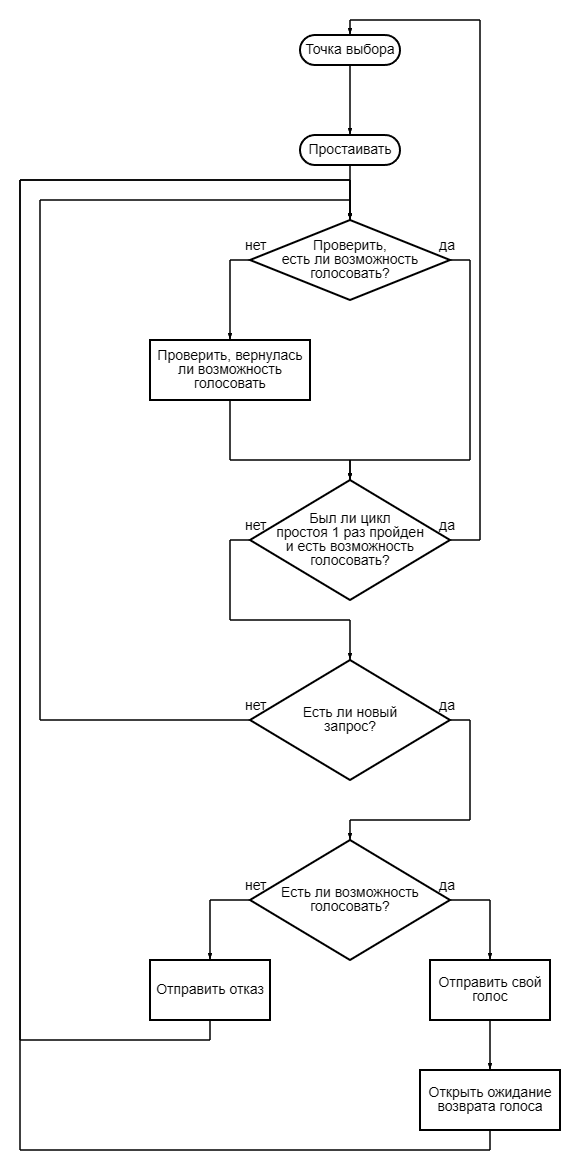 Точка выбора
Простаивать
нет
Проверить,
есть ли возможность
голосовать?
да
Проверить, вернулась
ли возможность
голосовать
нет
Был ли цикл
простоя 1 раз пройден
и есть возможность
голосовать?
да
нет
Есть ли новый
запрос?
да
нет
Есть ли возможность
голосовать?
да
Отправить отказ
Отправить свой
голос
Открыть ожидание
возврата голоса